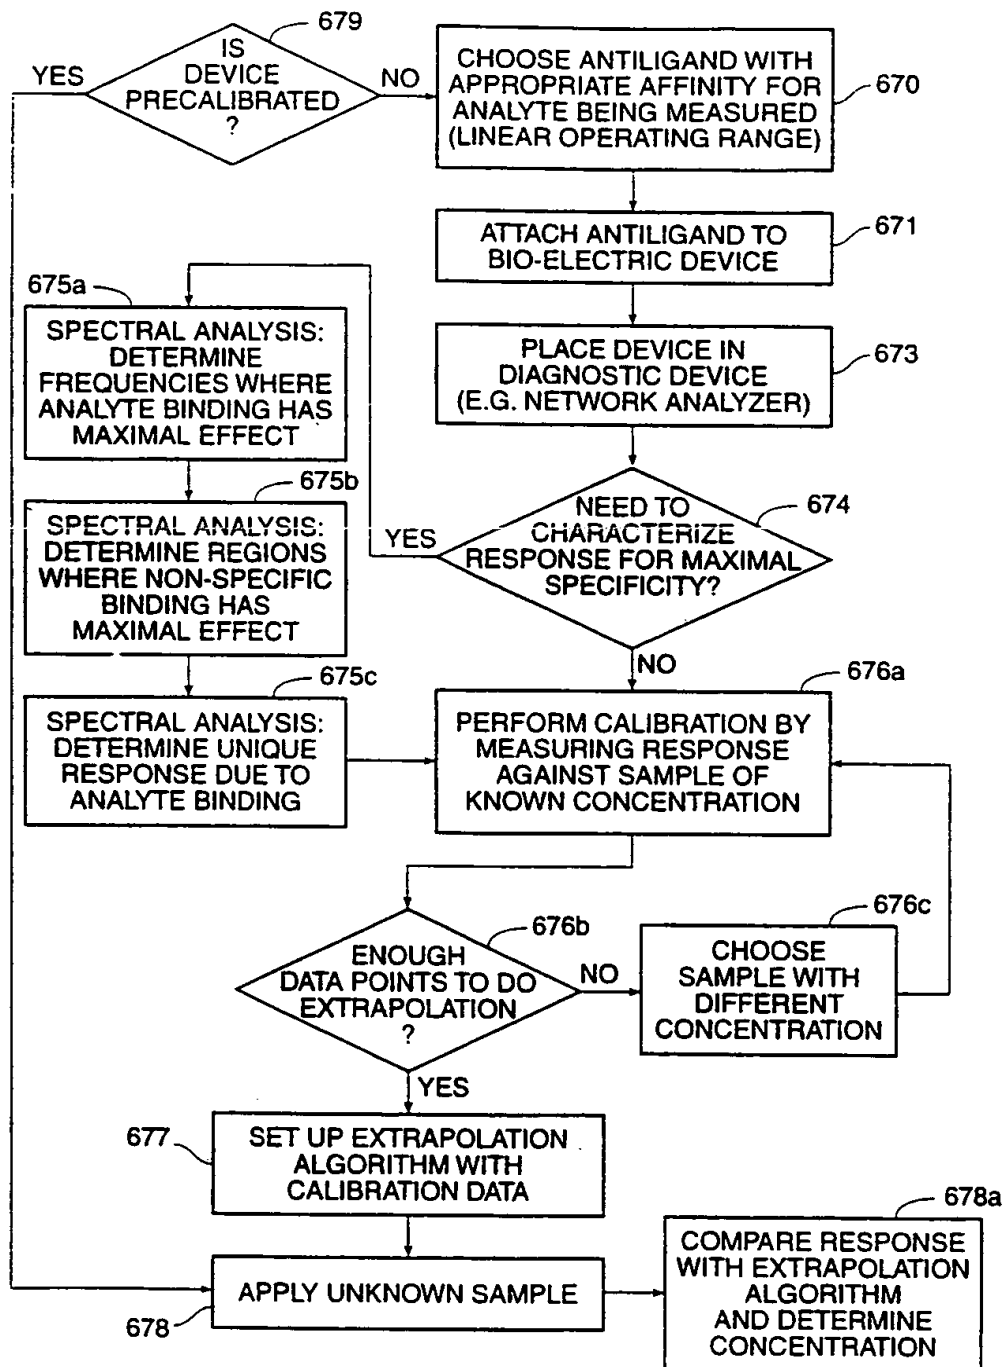 679
IS
DEVICE
PRECALIBRATED
?
YES
NO
CHOOSE ANTILIGAND WITH
APPROPRIATE AFFINITY FOR
ANALYTE BEING MEASURED
(LINEAR OPERATING RANGE)
670
ATTACH ANTILIGAND TO
BIO-ELECTRIC DEVICE
671
PLACE DEVICE IN
DIAGNOSTIC DEVICE
(E.G. NETWORK ANALYZER)
673
NEED TO
CHARACTERIZE
RESPONSE FOR MAXIMAL
SPECIFICITY?
674
YES
NO
675a
SPECTRAL ANALYSIS:
DETERMINE
FREQUENCIES WHERE
ANALYTE BINDING HAS
MAXIMAL EFFECT
675b
SPECTRAL ANALYSIS:
DETERMINE REGIONS
WHERE NON-SPECIFIC
BINDING HAS
MAXIMAL EFFECT
675c
SPECTRAL ANALYSIS:
DETERMINE UNIQUE
RESPONSE DUE TO
ANALYTE BINDING
676a
PERFORM CALIBRATION BY
MEASURING RESPONSE
AGAINST SAMPLE OF
KNOWN CONCENTRATION
676b
ENOUGH
DATA POINTS TO DO
EXTRAPOLATION
?
NO
YES
676c
CHOOSE
SAMPLE WITH
DIFFERENT
CONCENTRATION
677
SET UP EXTRAPOLATION
ALGORITHM WITH
CALIBRATION DATA
APPLY UNKNOWN SAMPLE
678
678a
COMPARE RESPONSE
WITH EXTRAPOLATION
ALGORITHM
AND DETERMINE
CONCENTRATION